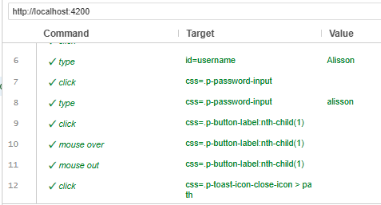 http://localhost:4200
Command Target Value
click
6 ✓ type id=username Alisson
7 ✓ click css=.p-password-input
8 ✓ type css=.p-password-input alisson
9 ✓ click css=.p-button-label:nth-child(1)
10 ✓ mouse over css=.p-button-label:nth-child(1)
11 ✓ mouse out css=.p-button-label:nth-child(1)
12 ✓ click css=.p-toast-icon-close-icon > pa
th